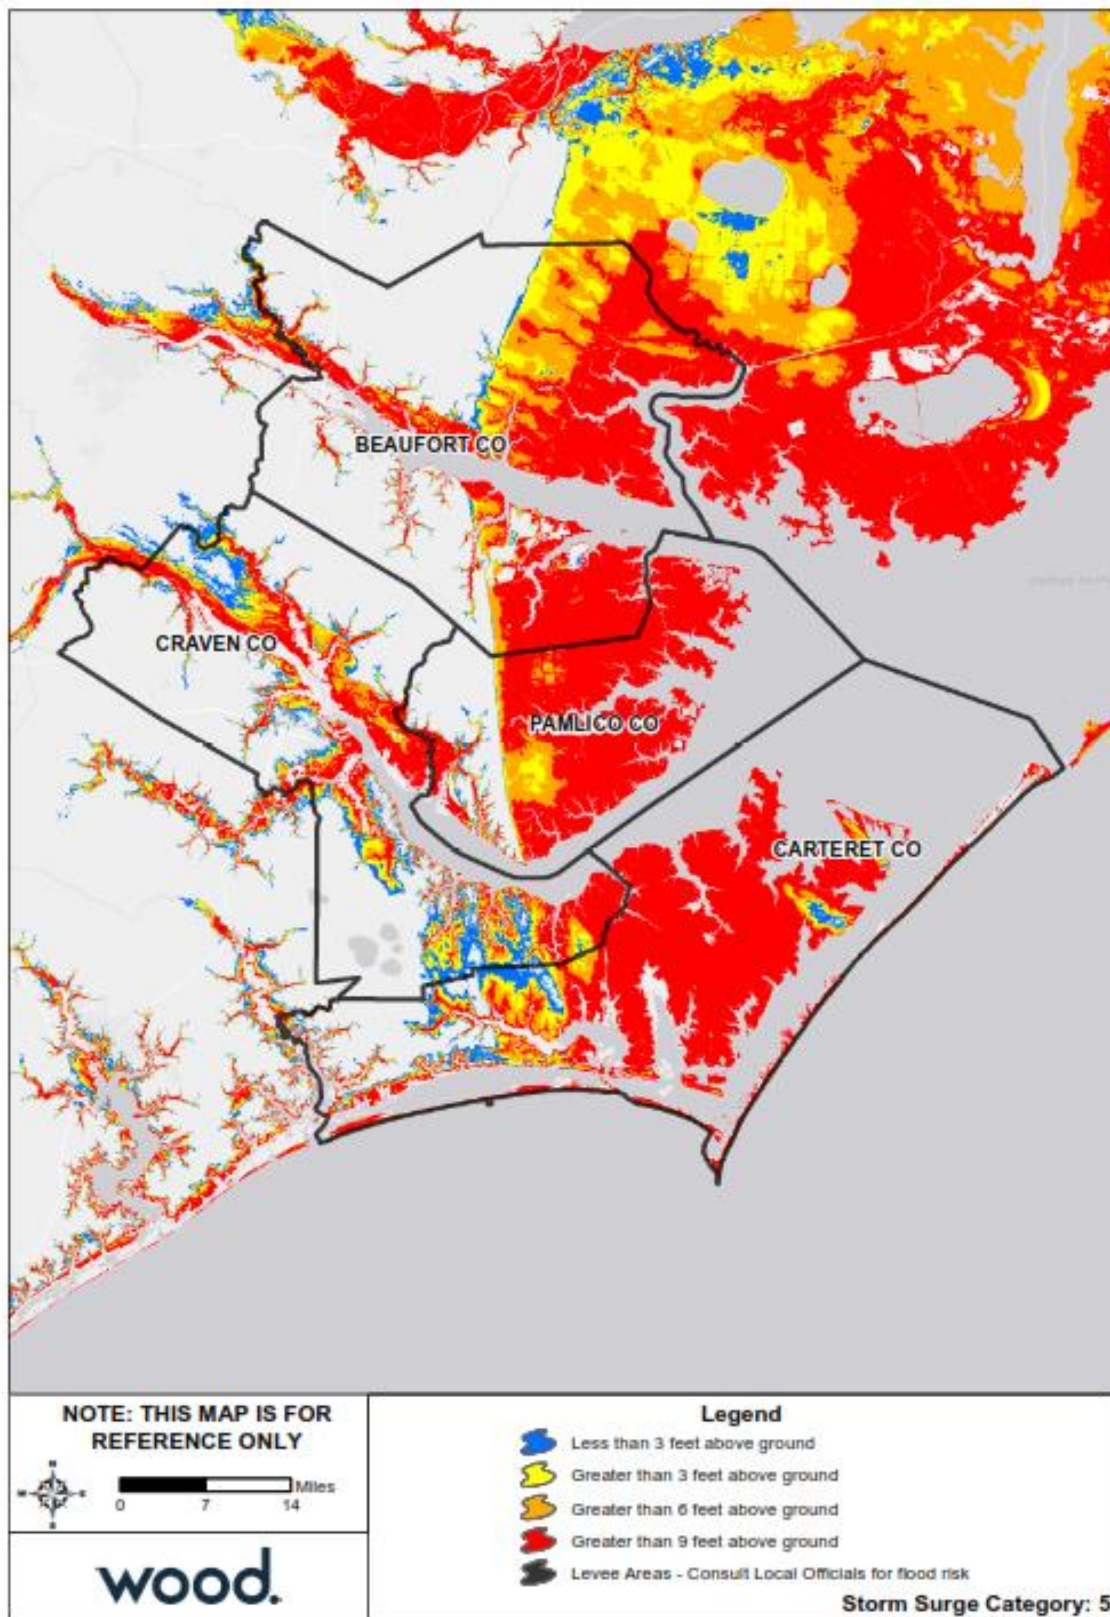 BEAUFORT CO
CRAVEN CO
PAMLICO CO
CARTERET CO
NOTE: THIS MAP IS FOR
REFERENCE ONLY
N
W
E
S
Miles
0 7 14
wood.
Legend
Less than 3 feet above ground
Greater than 3 feet above ground
Greater than 6 feet above ground
Greater than 9 feet above ground
Levee Areas - Consult Local Officials for flood risk
Storm Surge Category: 5